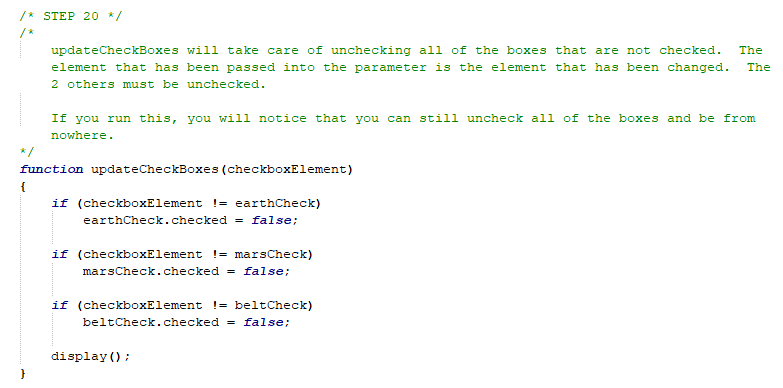 /* STEP 20 */
/*
updateCheckBoxes will take care of unchecking all of the boxes that are not checked.  The
element that has been passed into the parameter is the element that has been changed.  The
2 others must be unchecked.
If you run this, you will notice that you can still uncheck all of the boxes and be from
nowhere.
*/
function updateCheckBoxes(checkboxElement)
{
if (checkboxElement != earthCheck)
earthCheck.checked = false;
if (checkboxElement != marsCheck)
marsCheck.checked = false;
if (checkboxElement != beltCheck)
beltCheck.checked = false;
display();
}